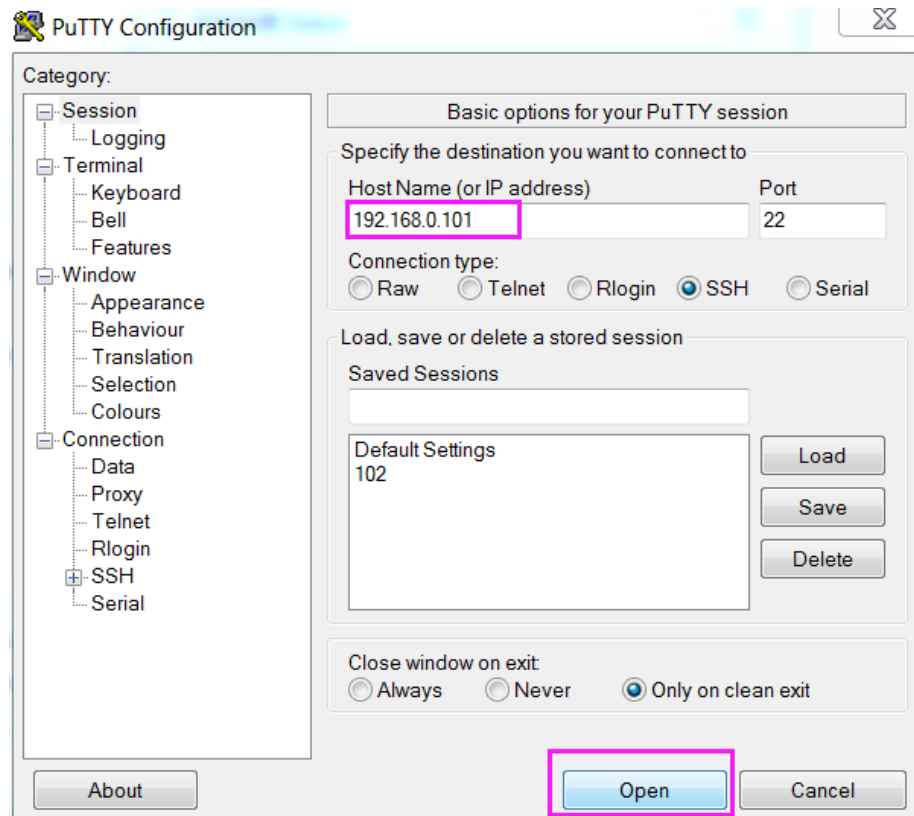 PuTTY Configuration
Category:
Session
Logging
Terminal
Keyboard
Bell
Features
Window
Appearance
Behaviour
Translation
Selection
Colours
Connection
Data
Proxy
Telnet
Rlogin
SSH
Serial
Basic options for your PuTTY session
Specify the destination you want to connect to
Host Name (or IP address) Port
192.168.0.101 22
Connection type:
Raw Telnet Rlogin SSH Serial
Load, save or delete a stored session
Saved Sessions
Default Settings
102
Load
Save
Delete
Close window on exit:
Always Never Only on clean exit
About Open Cancel